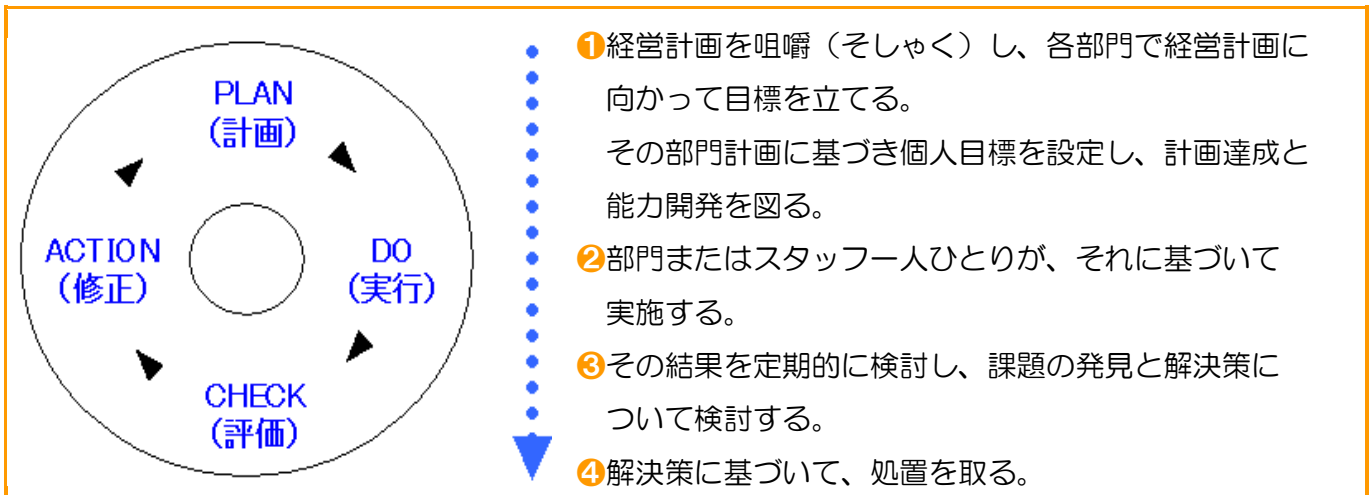 PLAN
(計画)
ACTION
(修正)
DO
(実行)
CHECK
(評価)
❶経営計画を咀嚼（そしゃく）し、各部門で経営計画に
向かって目標を立てる。
その部門計画に基づき個人目標を設定し、計画達成と
能力開発を図る。
❷部門またはスタッフ一人ひとりが、それに基づいて
実施する。
❸その結果を定期的に検討し、課題の発見と解決策に
ついて検討する。
❹解決策に基づいて、処置を取る。